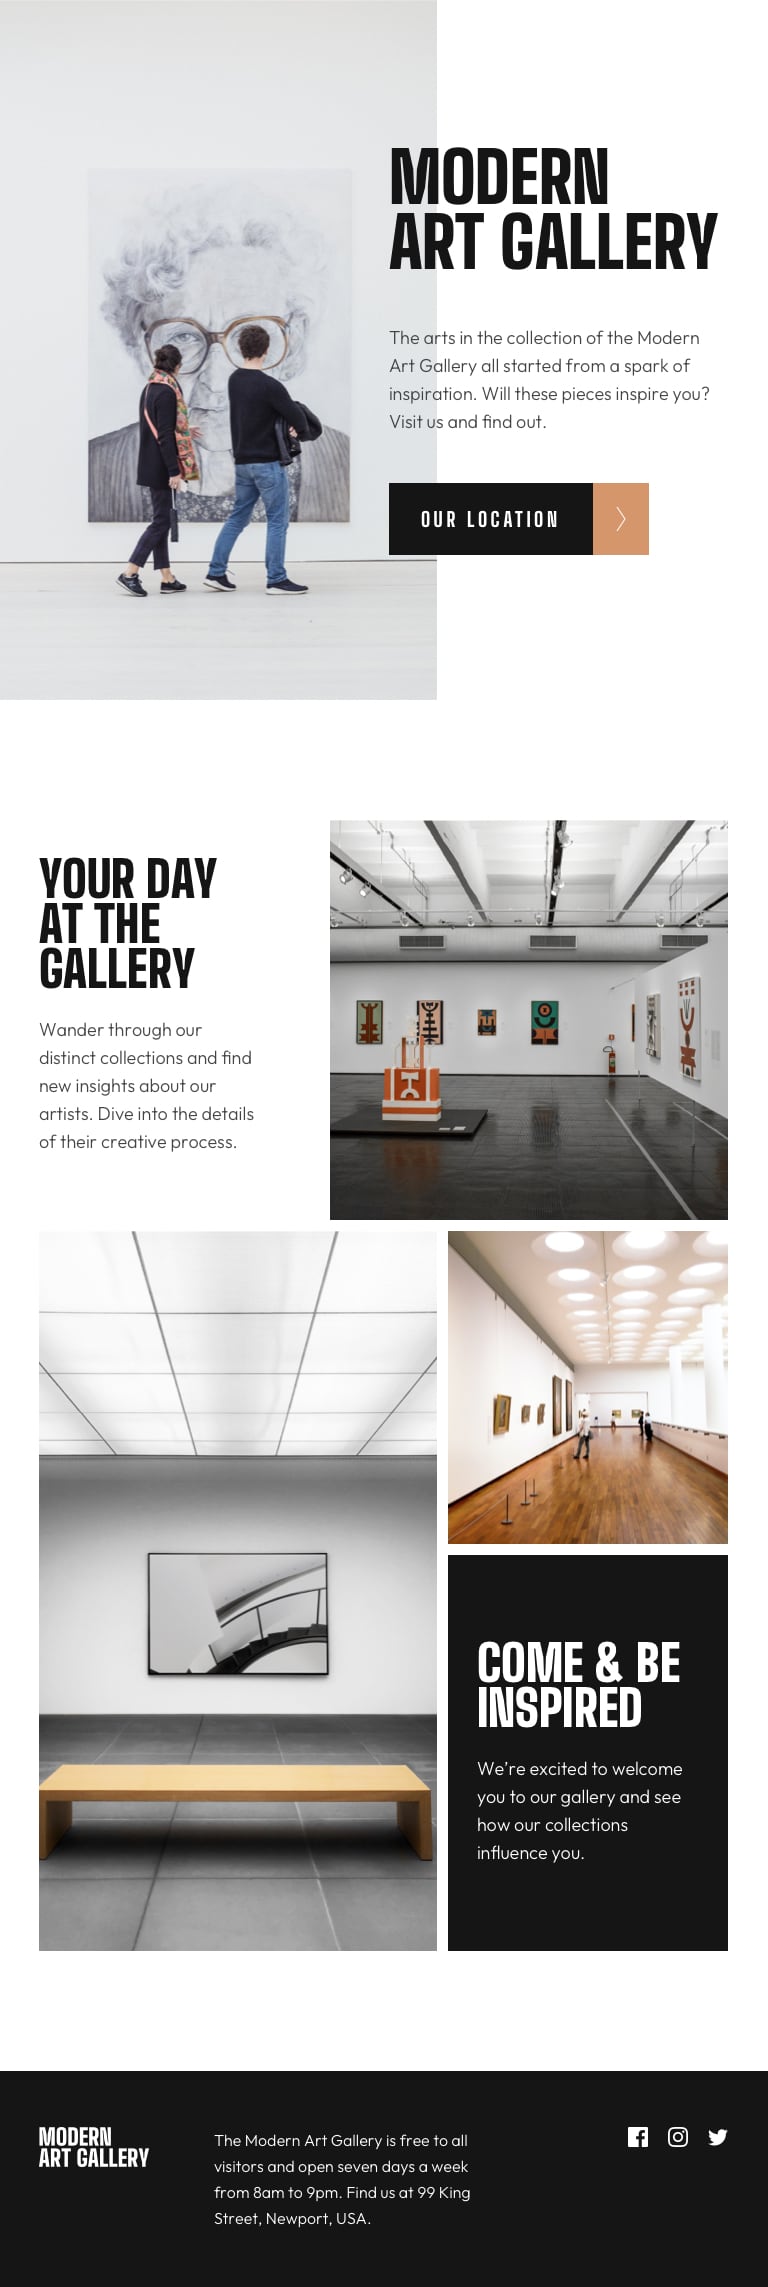 MODERN
ART GALLERY
The arts in the collection of the Modern
Art Gallery all started from a spark of
inspiration. Will these pieces inspire you?
Visit us and find out.
OUR LOCATION
YOUR DAY
AT THE
GALLERY
Wander through our
distinct collections and find
new insights about our
artists. Dive into the details
of their creative process.
COME & BE
INSPIRED
We’re excited to welcome
you to our gallery and see
how our collections
influence you.
MODERN
ART GALLERY
The Modern Art Gallery is free to all
visitors and open seven days a week
from 8am to 9pm. Find us at 99 King
Street, Newport, USA.